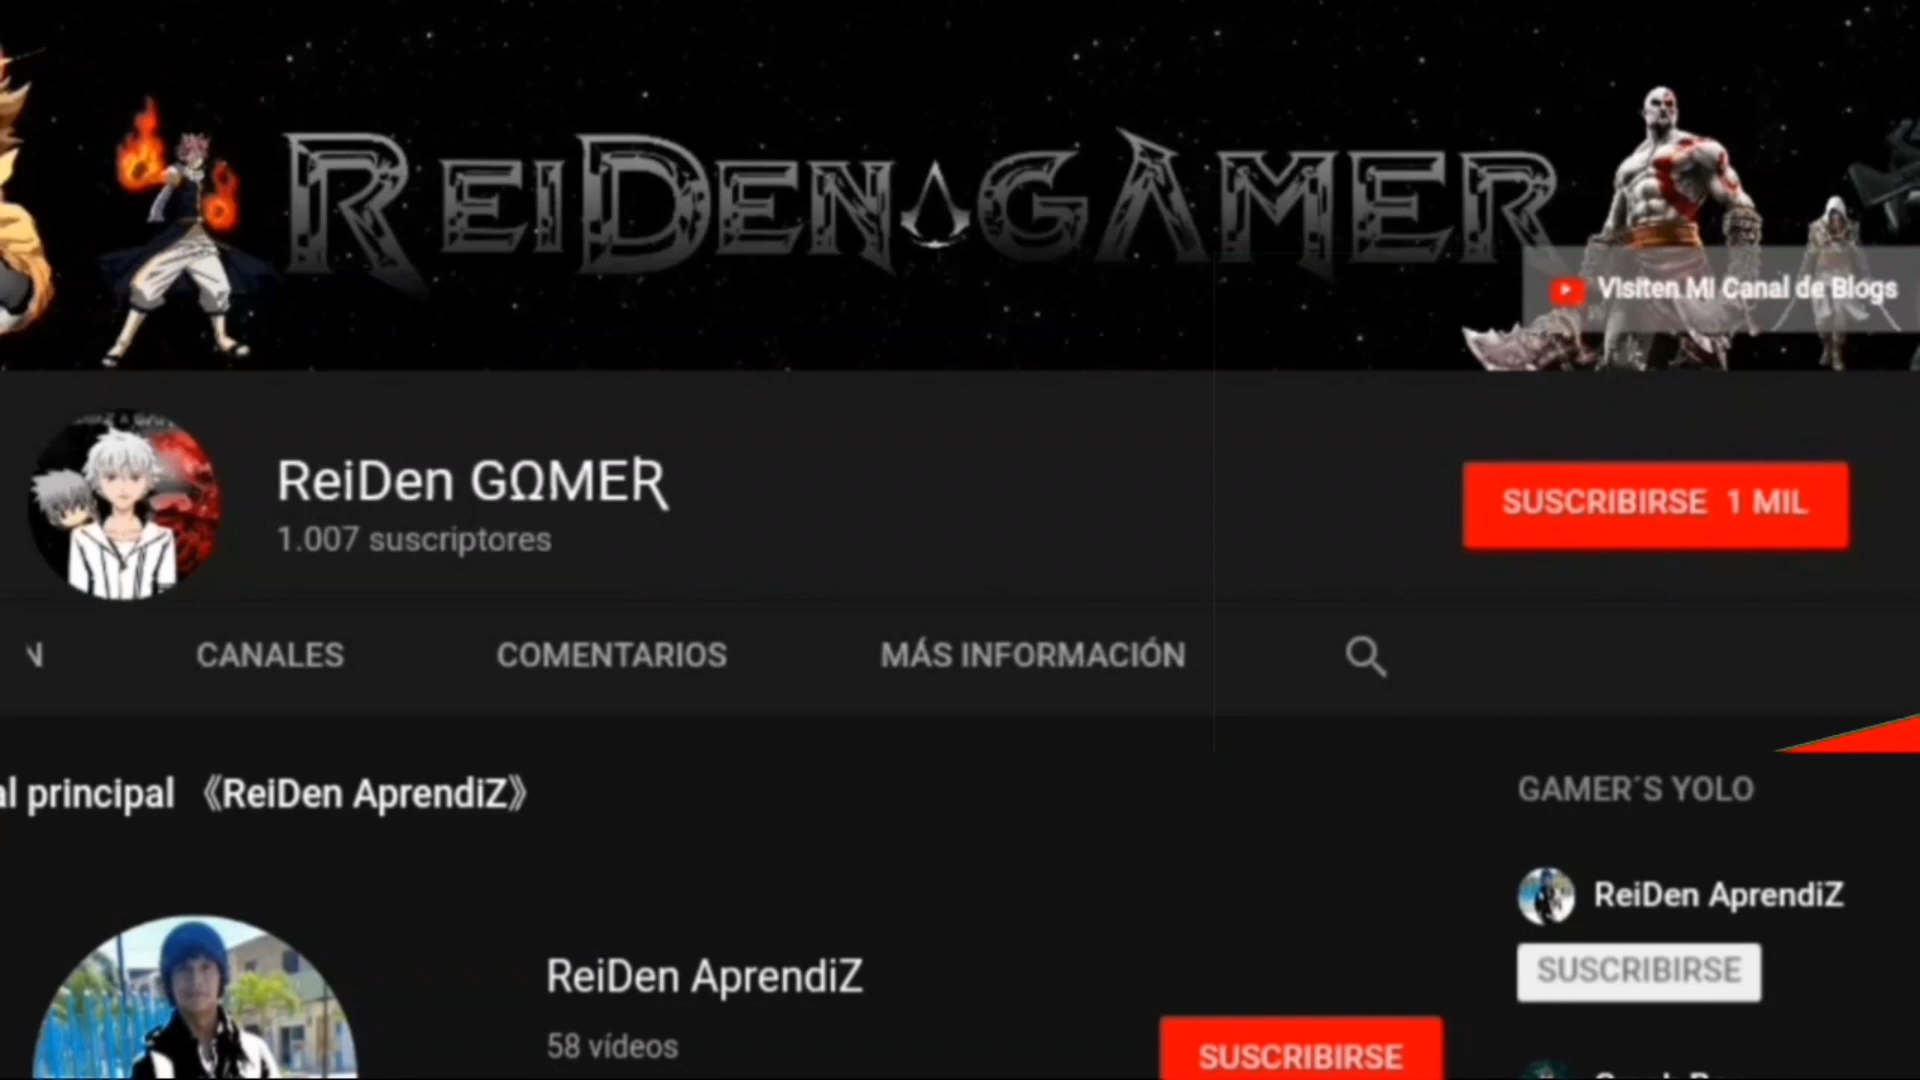 REIDEN GAMER
Visiten Mi Canal de Blogs
ReiDen GΩMEƦ
1.007 suscriptores
SUSCRIBIRSE 1 MIL
N CANALES COMENTARIOS MÁS INFORMACIÓN
al principal 《ReiDen AprendiZ》
GAMER´S YOLO
ReiDen AprendiZ
SUSCRIBIRSE
ReiDen AprendiZ
58 vídeos
SUSCRIBIRSE